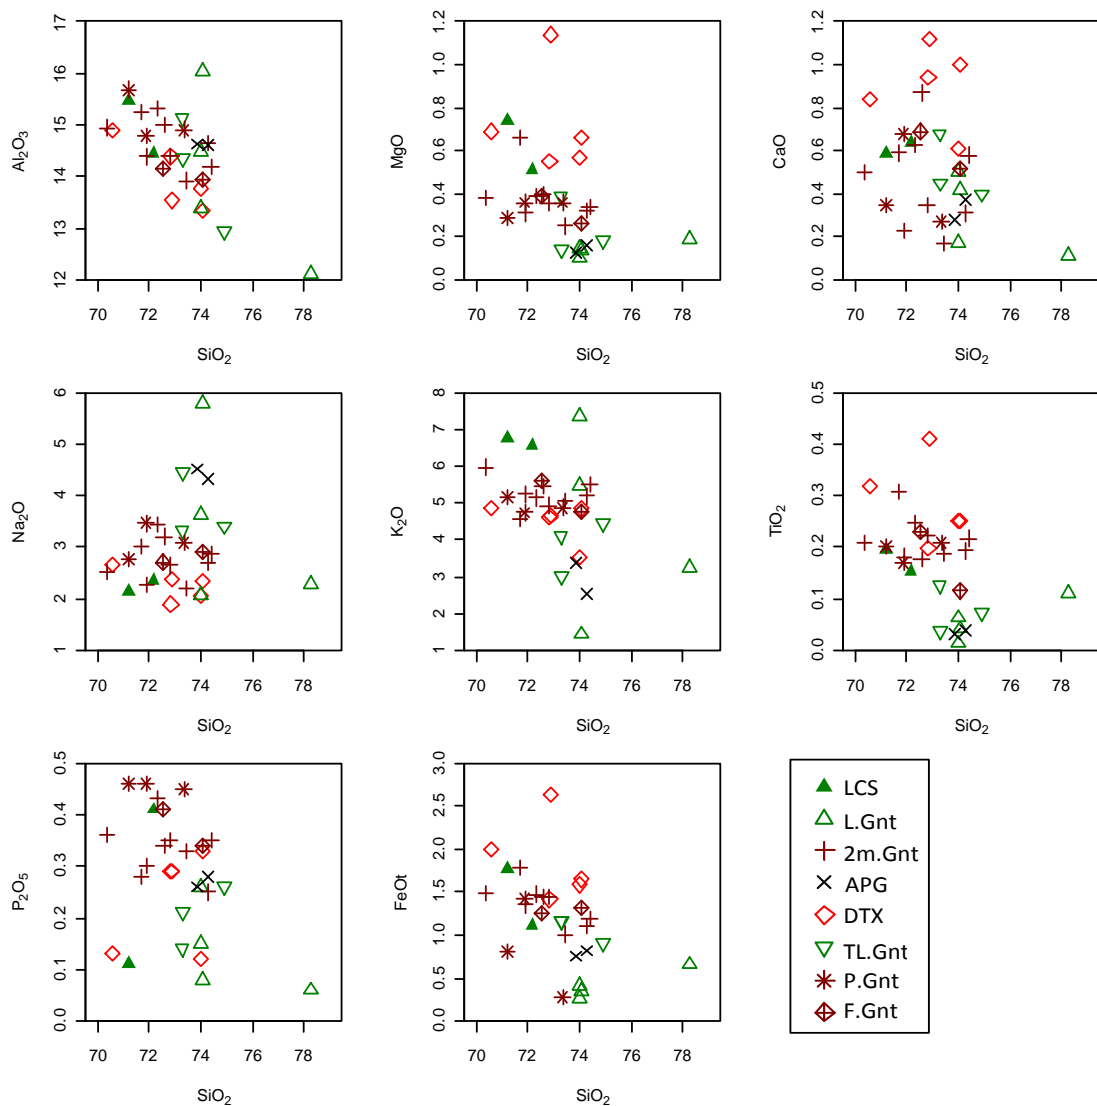 Al₂O₃
17
16
15
14
13
12
70 72 74 76 78
SiO₂
MgO
1.2
1.0
0.8
0.6
0.4
0.2
0.0
70 72 74 76 78
SiO₂
CaO
1.2
1.0
0.8
0.6
0.4
0.2
0.0
70 72 74 76 78
SiO₂
Na₂O
6
5
4
3
2
1
70 72 74 76 78
SiO₂
K₂O
8
7
6
5
4
3
2
1
70 72 74 76 78
SiO₂
TiO₂
0.5
0.4
0.3
0.2
0.1
0.0
70 72 74 76 78
SiO₂
P₂O₅
0.5
0.4
0.3
0.2
0.1
0.0
70 72 74 76 78
SiO₂
FeOt
3.0
2.5
2.0
1.5
1.0
0.5
0.0
70 72 74 76 78
SiO₂
LCS
L.Gnt
2m.Gnt
APG
DTX
TL.Gnt
P.Gnt
F.Gnt